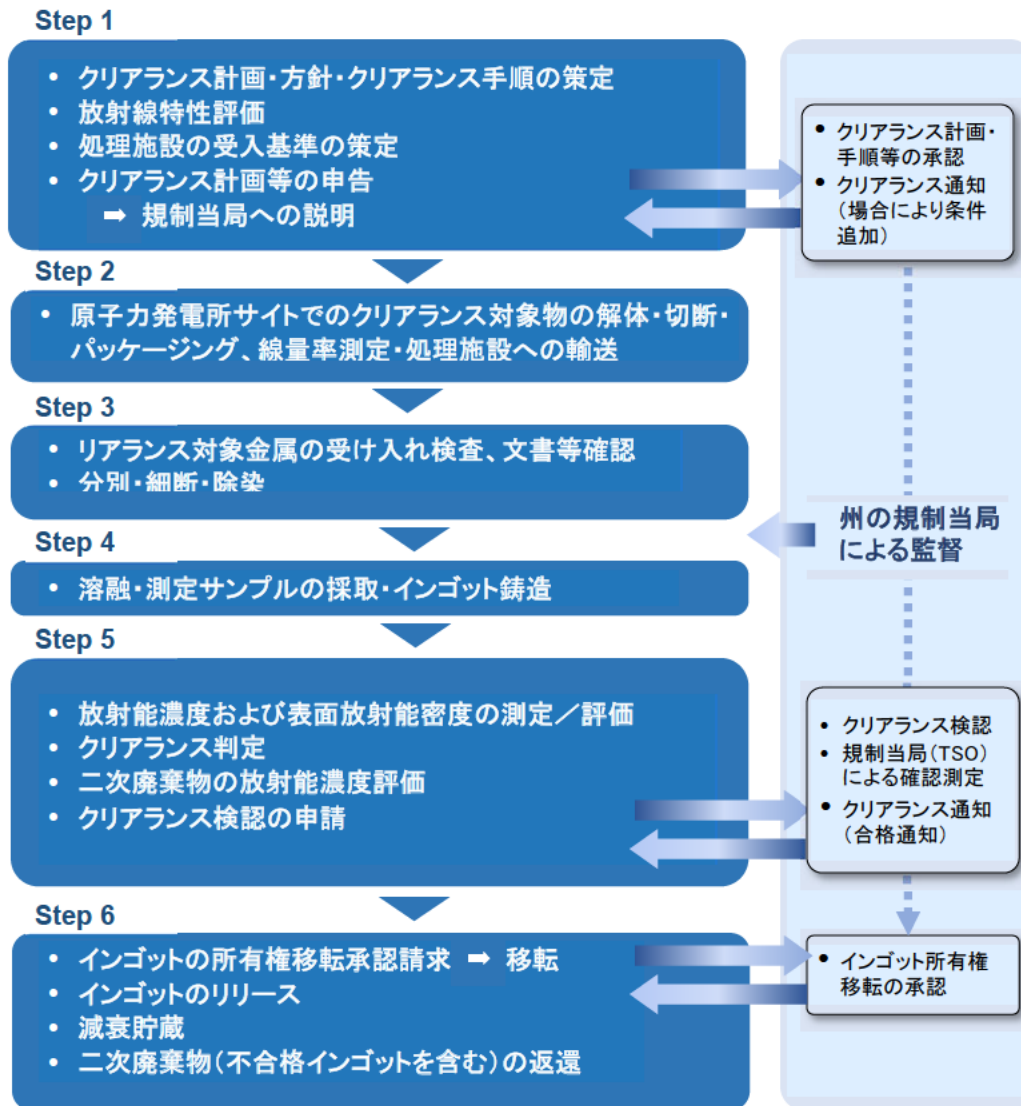 Step 1
• クリアランス計画・方針・クリアランス手順の策定
• 放射線特性評価
• 処理施設の受入基準の策定
• クリアランス計画等の申告
➡ 規制当局への説明
• クリアランス計画・
手順等の承認
• クリアランス通知
(場合により条件
追加)
Step 2
• 原子力発電所サイトでのクリアランス対象物の解体・切断・
パッケージング、線量率測定・処理施設への輸送
Step 3
• リアランス対象金属の受け入れ検査、文書等確認
• 分別・細断・除染
州の規制当局
による監督
Step 4
• 溶融・測定サンプルの採取・インゴット鋳造
Step 5
• 放射能濃度および表面放射能密度の測定/評価
• クリアランス判定
• 二次廃棄物の放射能濃度評価
• クリアランス検認の申請
• クリアランス検認
• 規制当局(TSO)
による確認測定
• クリアランス通知
(合格通知)
Step 6
• インゴットの所有権移転承認請求 ➡ 移転
• インゴットのリリース
• 減衰貯蔵
• 二次廃棄物(不合格インゴットを含む)の返還
• インゴット所有権
移転の承認